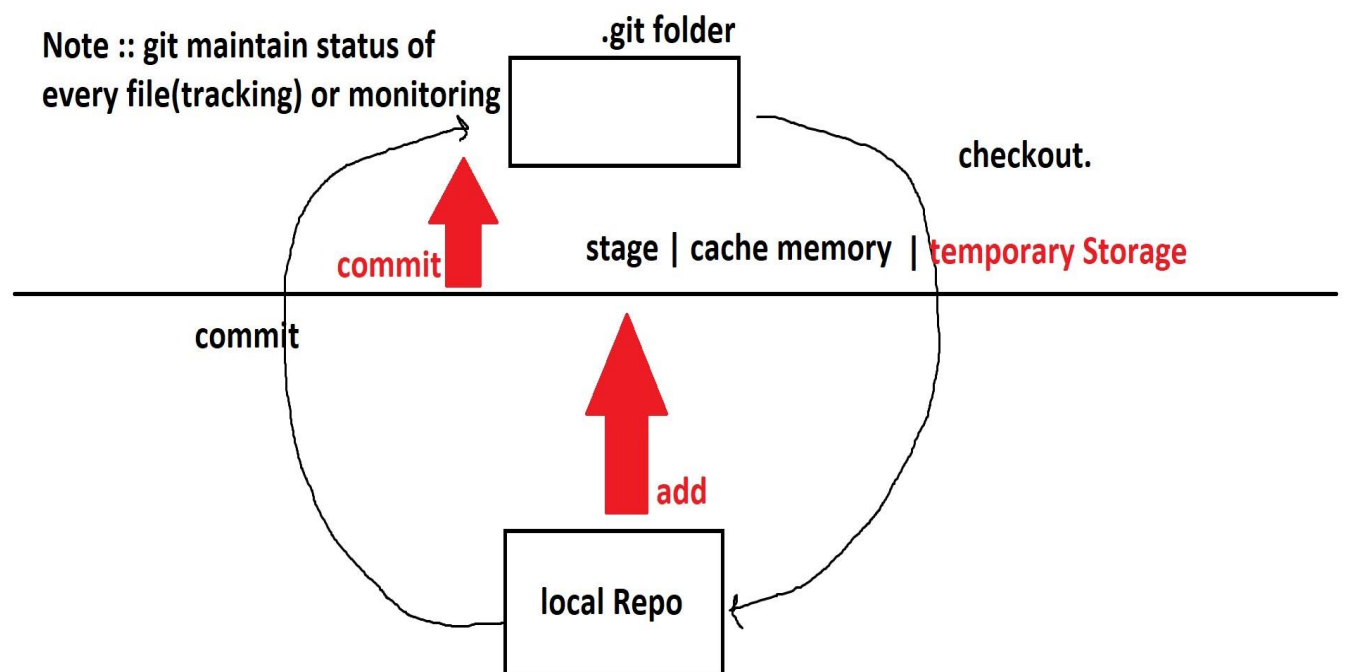 Note :: git maintain status of
every file(tracking) or monitoring
.git folder
checkout.
stage | cache memory | temporary Storage
commit
commit
add
local Repo